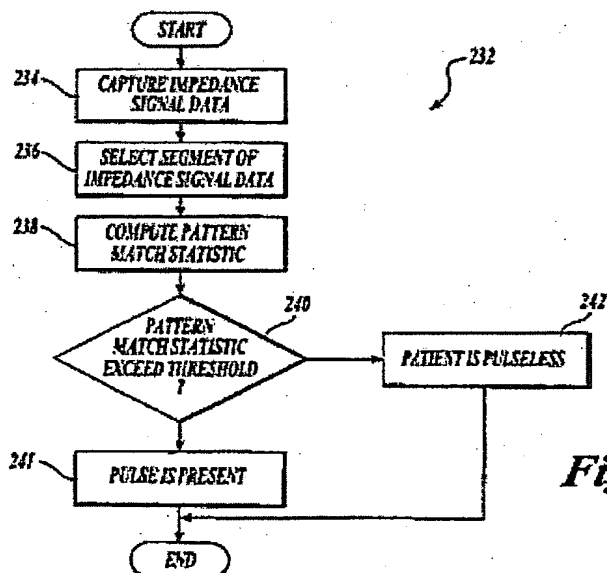 START
232
234
CAPTURE IMPEDANCE
SIGNAL DATA
236
SELECT SEGMENT OF
IMPEDANCE SIGNAL DATA
238
COMPUTE PATTERN
MATCH STATISTIC
240
PATTERN
MATCH STATISTIC
EXCEED THRESHOLD
?
242
PATIENT IS PULSELESS
241
PULSE IS PRESENT
END